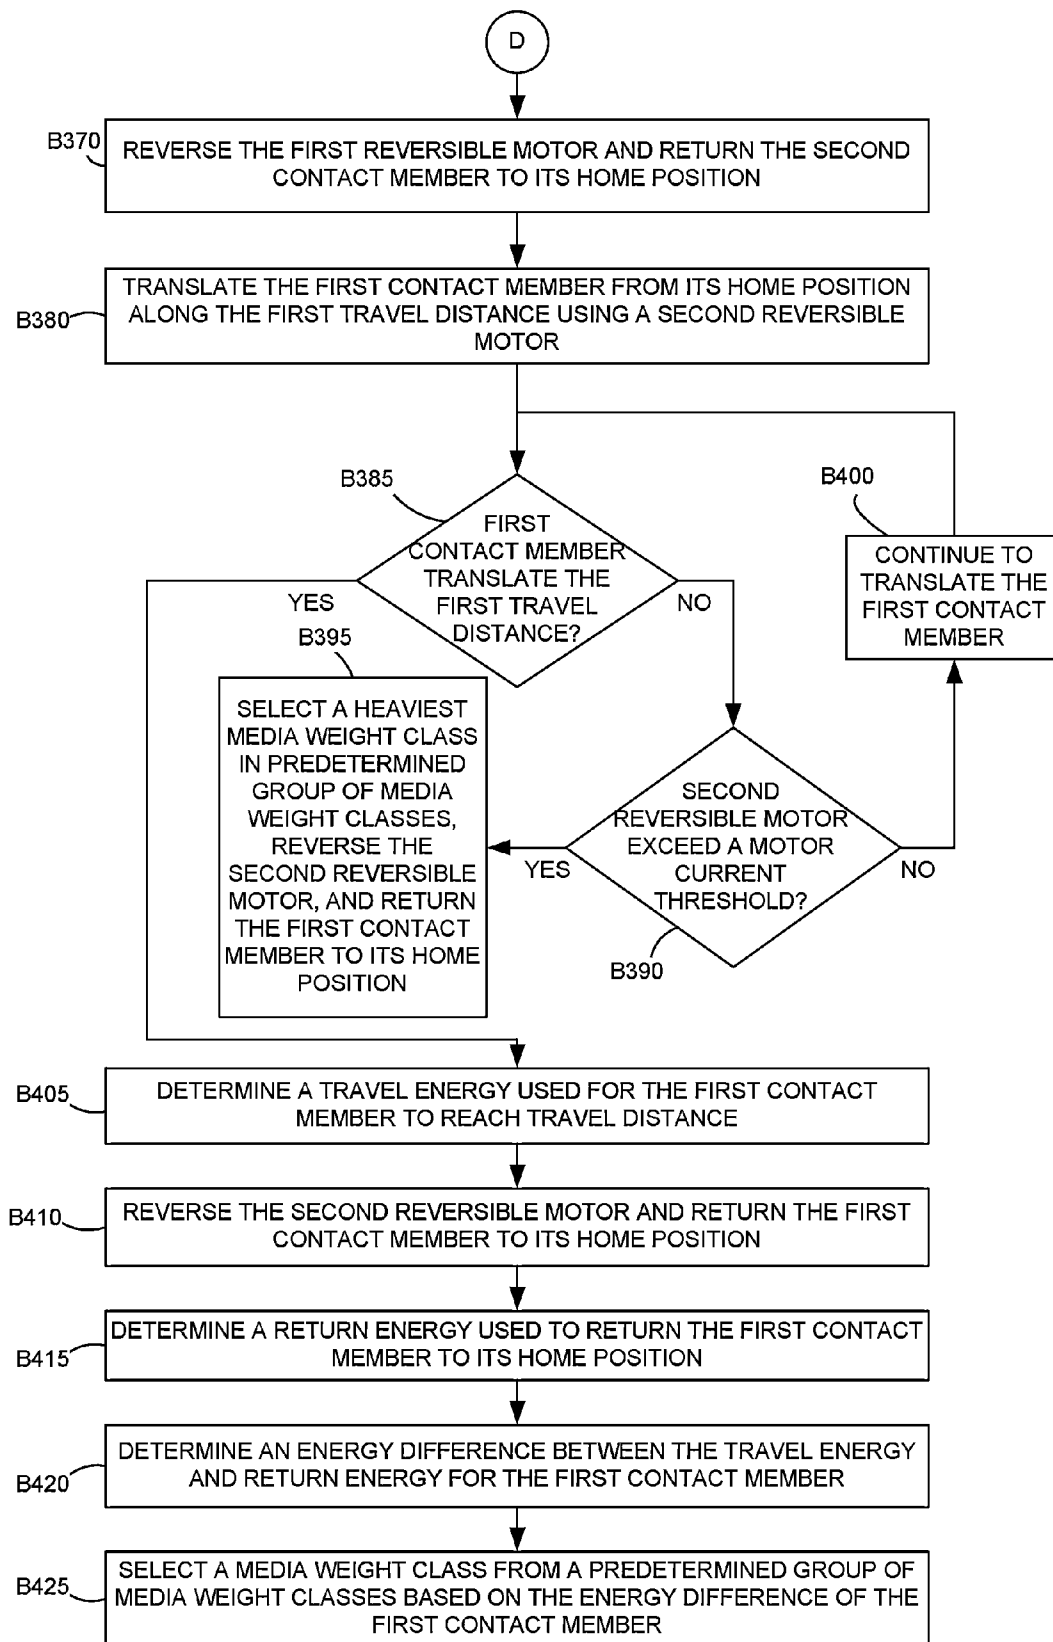 D
B370
REVERSE THE FIRST REVERSIBLE MOTOR AND RETURN THE SECOND
CONTACT MEMBER TO ITS HOME POSITION
B380
TRANSLATE THE FIRST CONTACT MEMBER FROM ITS HOME POSITION
ALONG THE FIRST TRAVEL DISTANCE USING A SECOND REVERSIBLE
MOTOR
B385
FIRST
CONTACT MEMBER
TRANSLATE THE
FIRST TRAVEL
DISTANCE?
YES
NO
B400
CONTINUE TO
TRANSLATE THE
FIRST CONTACT
MEMBER
B395
SELECT A HEAVIEST
MEDIA WEIGHT CLASS
IN PREDETERMINED
GROUP OF MEDIA
WEIGHT CLASSES,
REVERSE THE
SECOND REVERSIBLE
MOTOR, AND RETURN
THE FIRST CONTACT
MEMBER TO ITS HOME
POSITION
SECOND
REVERSIBLE MOTOR
EXCEED A MOTOR
CURRENT
THRESHOLD?
YES
NO
B390
B405
DETERMINE A TRAVEL ENERGY USED FOR THE FIRST CONTACT
MEMBER TO REACH TRAVEL DISTANCE
B410
REVERSE THE SECOND REVERSIBLE MOTOR AND RETURN THE FIRST
CONTACT MEMBER TO ITS HOME POSITION
B415
DETERMINE A RETURN ENERGY USED TO RETURN THE FIRST CONTACT
MEMBER TO ITS HOME POSITION
B420
DETERMINE AN ENERGY DIFFERENCE BETWEEN THE TRAVEL ENERGY
AND RETURN ENERGY FOR THE FIRST CONTACT MEMBER
B425
SELECT A MEDIA WEIGHT CLASS FROM A PREDETERMINED GROUP OF
MEDIA WEIGHT CLASSES BASED ON THE ENERGY DIFFERENCE OF THE
FIRST CONTACT MEMBER